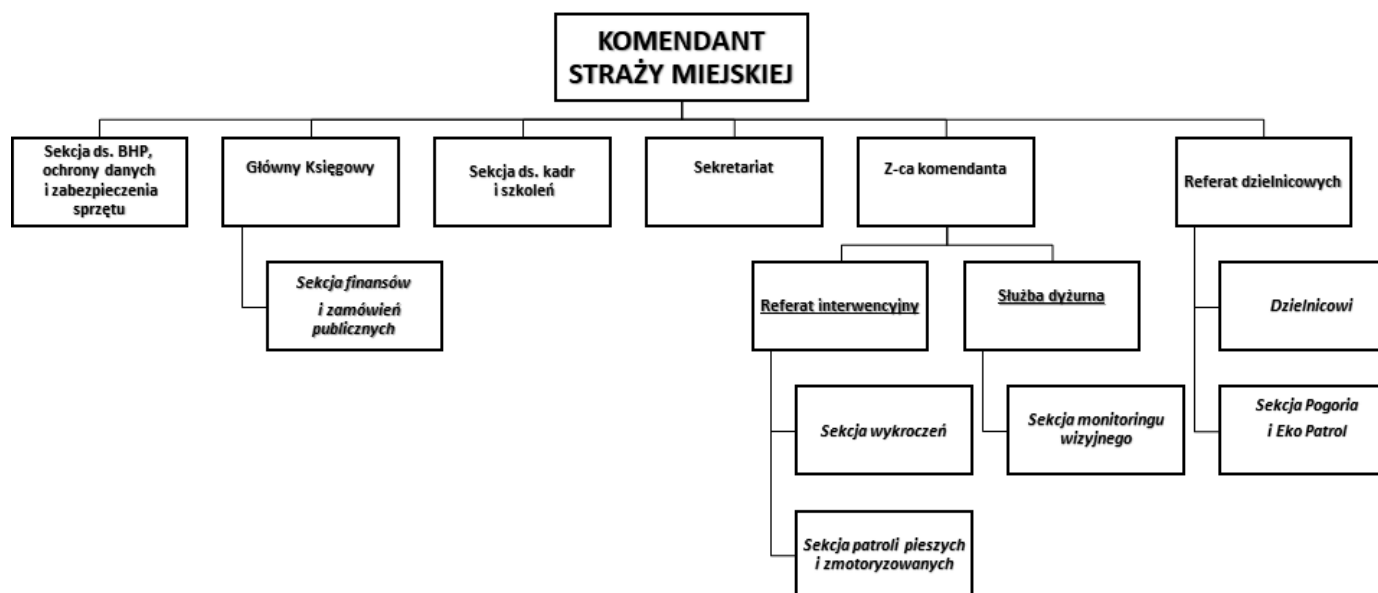 KOMENDANT
STRAŻY MIEJSKIEJ
Sekcja ds. BHP,
ochrony danych
i zabezpieczenia
sprzętu
Główny Księgowy
Sekcja ds. kadr
i szkoleń
Sekretariat
Z-ca komendanta
Referat dzielnicowych
Sekcja finansów
i zamówień
publicznych
Referat interwencyjny
Służba dyżurna
Dzielnicowi
Sekcja wykroczeń
Sekcja monitoringu
wizyjnego
Sekcja Pogoria
i Eko Patrol
Sekcja patroli pieszych
i zmotoryzowanych